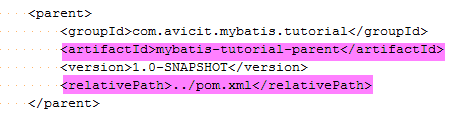 <parent>
<groupId>com.avicit.mybatis.tutorial</groupId>
<artifactId>mybatis-tutorial-parent</artifactId>
<version>1.0-SNAPSHOT</version>
<relativePath>../pom.xml</relativePath>
</parent>